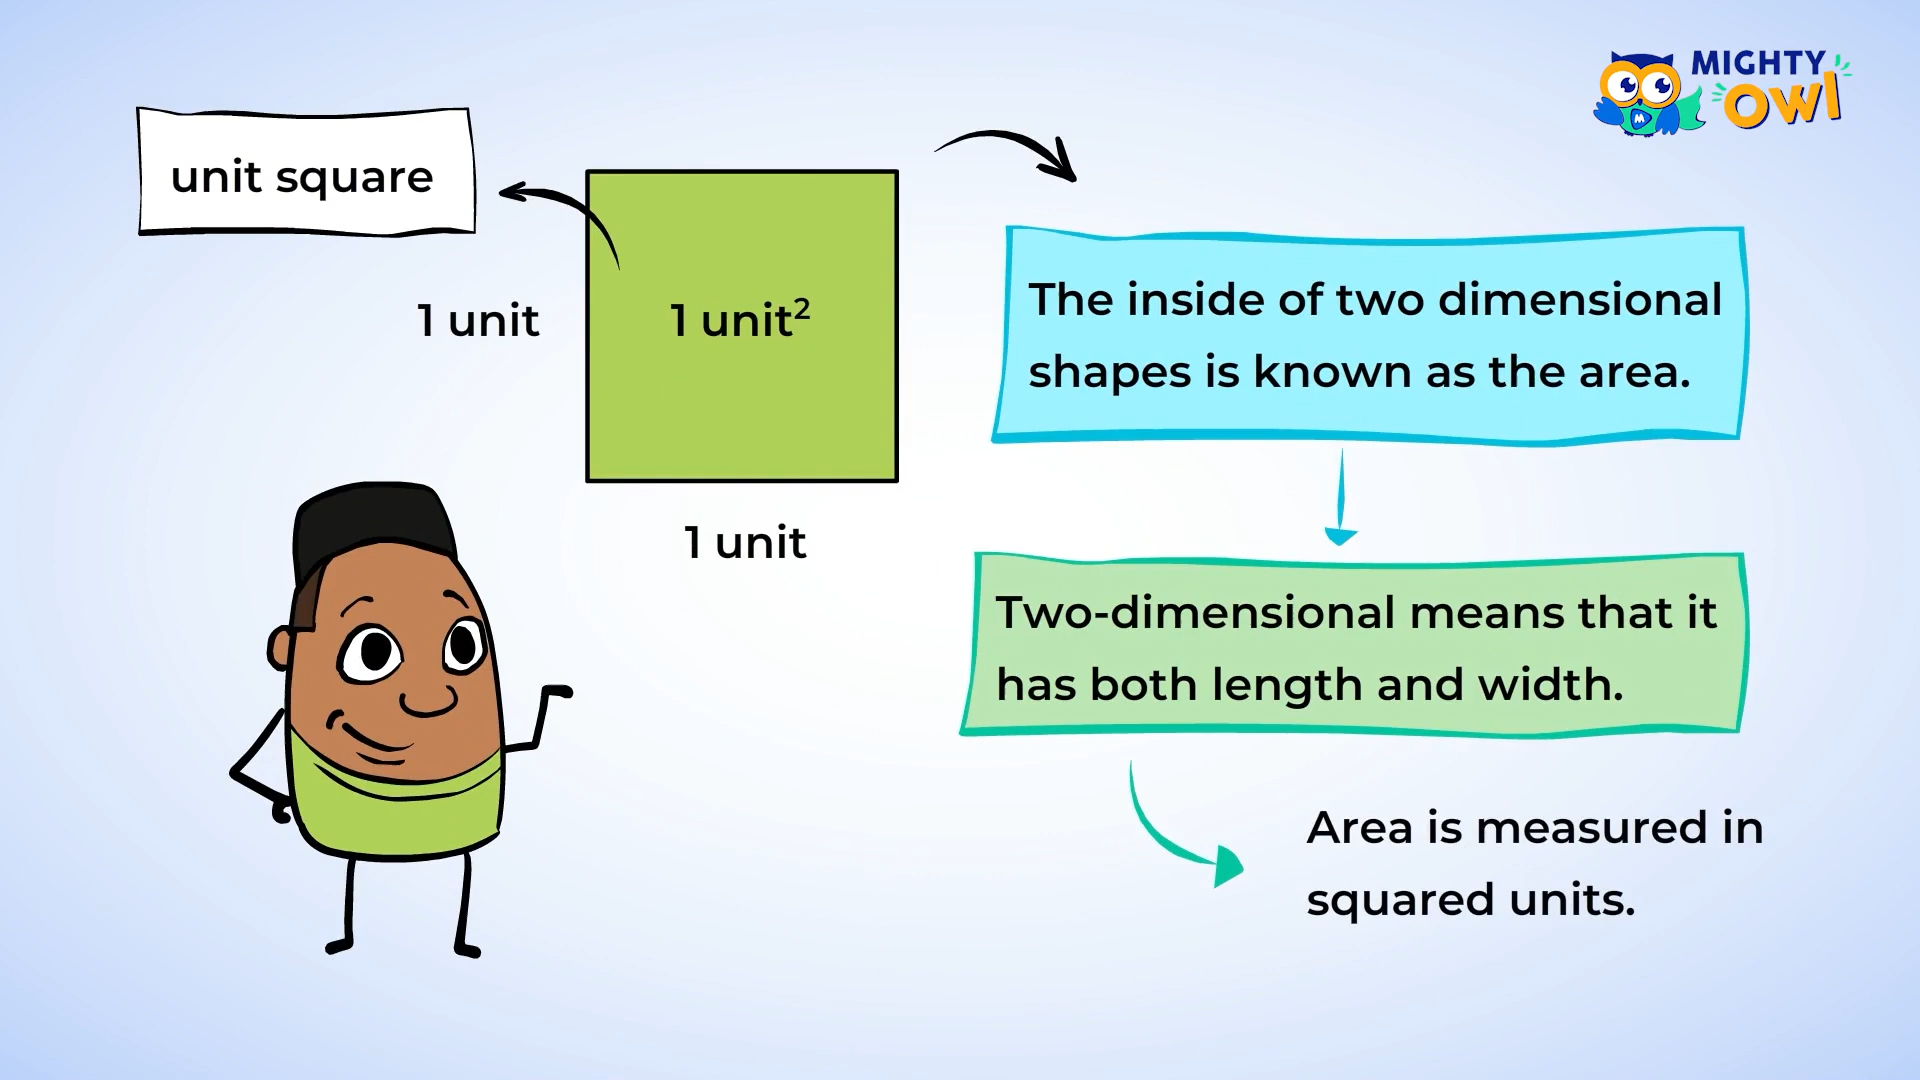 MIGHTY
OWl
unit square
1 unit
1 unit²
1 unit
The inside of two dimensional
shapes is known as the area.
Two-dimensional means that it
has both length and width.
Area is measured in
squared units.